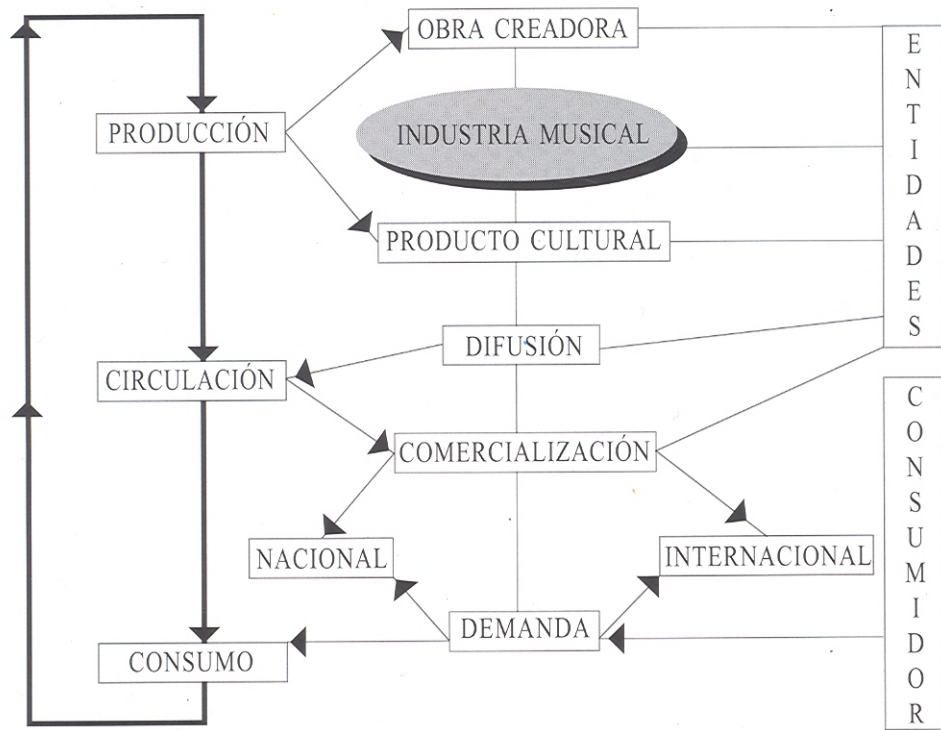 OBRA CREADORA
PRODUCCIÓN
INDUSTRIA MUSICAL
PRODUCTO CULTURAL
ENTIDADES
DIFUSIÓN
CIRCULACIÓN
COMERCIALIZACIÓN
NACIONAL
INTERNACIONAL
DEMANDA
CONSUMO
CONSUMIDOR